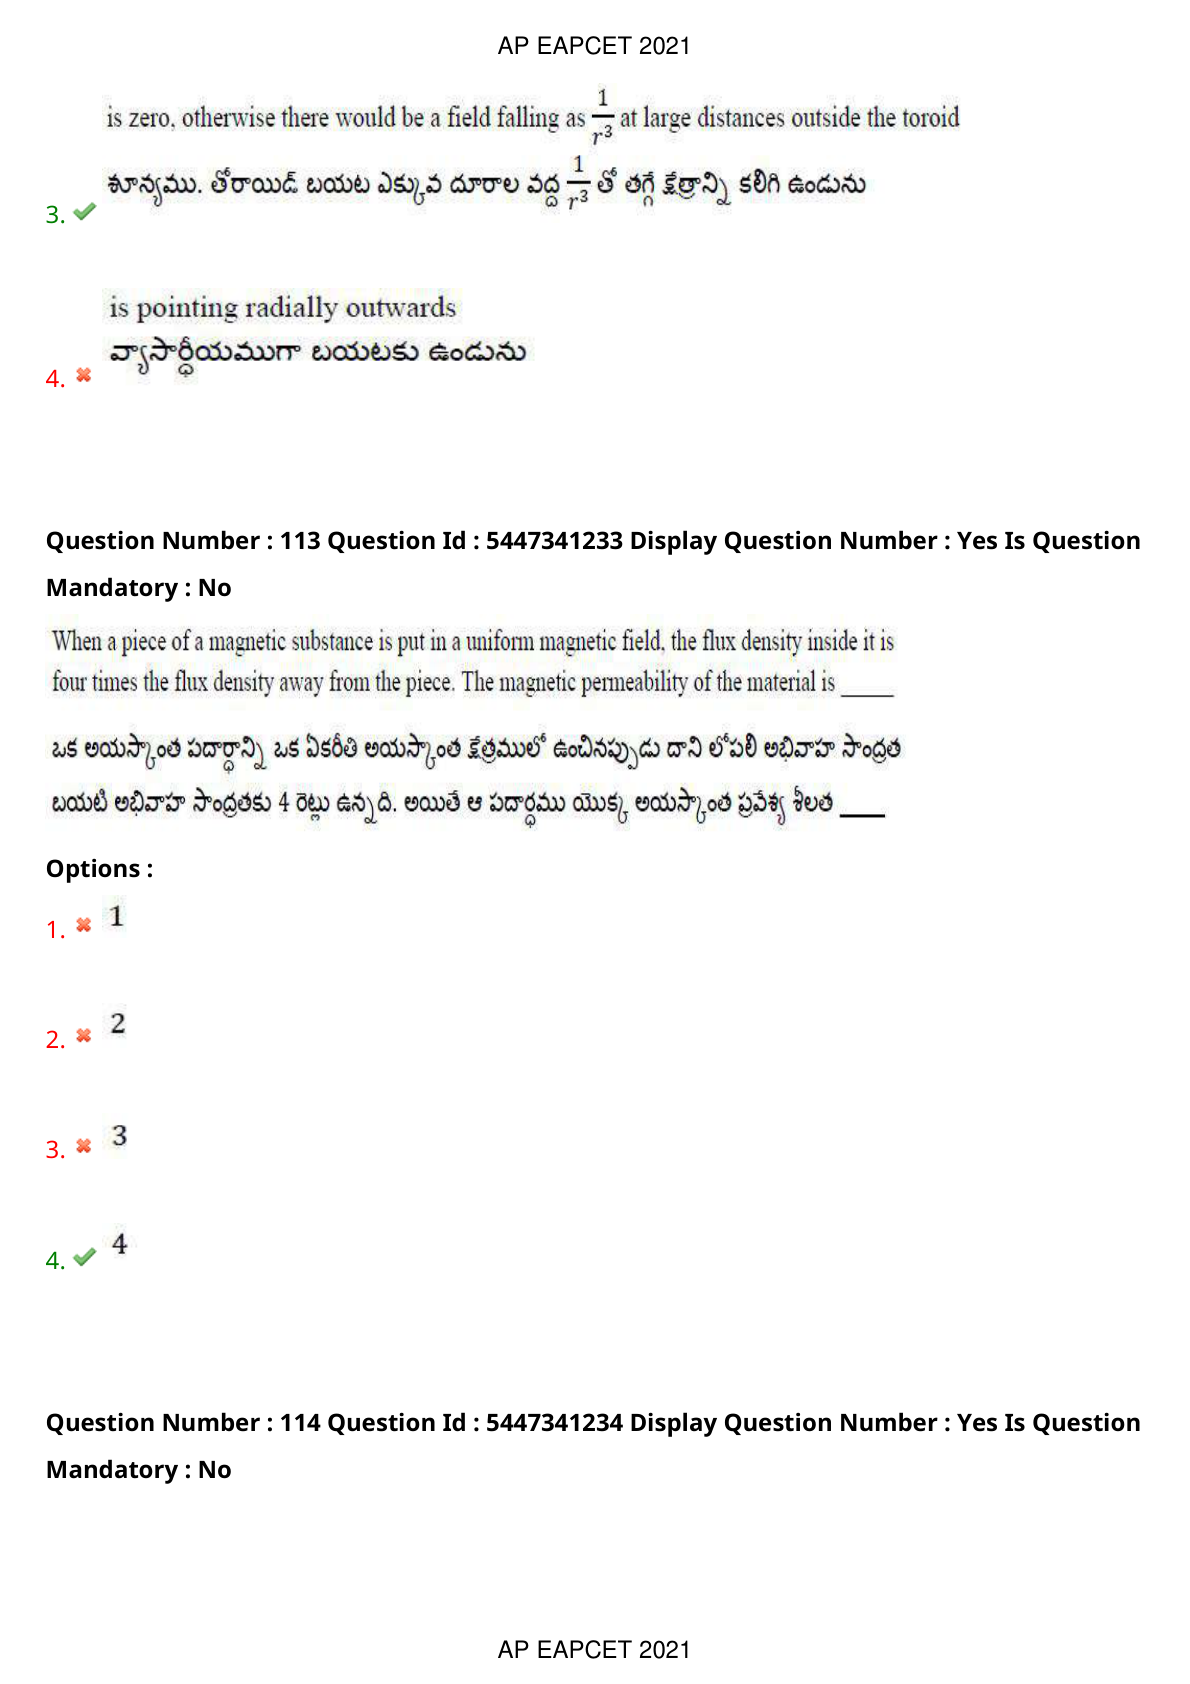 AP EAPCET 2021
is zero, otherwise there would be a field falling as 1/r³ at large distances outside the toroid
శూన్యము. తోరాయిడ్ బయట ఎక్కువ దూరాల వద్ద 1/r³ తో తగ్గే క్షేత్రాన్ని కలిగి ఉండును
3.
is pointing radially outwards
వ్యాసార్ధీయముగా బయటకు ఉండును
4.
Question Number : 113 Question Id : 5447341233 Display Question Number : Yes Is Question
Mandatory : No
When a piece of a magnetic substance is put in a uniform magnetic field, the flux density inside it is
four times the flux density away from the piece. The magnetic permeability of the material is _____
ఒక అయస్కాంత పదార్ధాన్ని ఒక ఏకరీతి అయస్కాంత క్షేత్రములో ఉంచినప్పుడు దాని లోపలి అభివాహ సాంద్రత
బయటి అభివాహ సాంద్రతకు 4 రెట్లు ఉన్నది. అయితే ఆ పదార్ధము యొక్క అయస్కాంత ప్రవేశ్య శీలత ____
Options :
1. 1
2. 2
3. 3
4. 4
Question Number : 114 Question Id : 5447341234 Display Question Number : Yes Is Question
Mandatory : No
AP EAPCET 2021